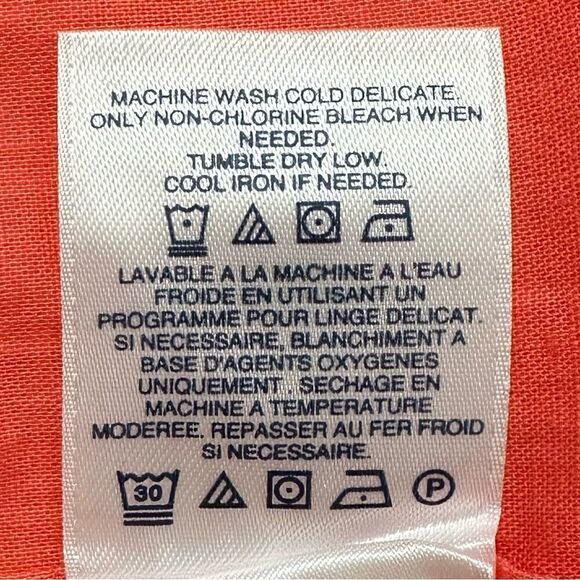 MACHINE WASH COLD DELICATE.
ONLY NON-CHLORINE BLEACH WHEN
NEEDED.
TUMBLE DRY LOW.
COOL IRON IF NEEDED.
LAVABLE A LA MACHINE A L'EAU
FROIDE EN UTILISANT UN
PROGRAMME POUR LINGE DELICAT.
SI NECESSAIRE, BLANCHIMENT A
BASE D'AGENTS OXYGENES
UNIQUEMENT. SECHAGE EN
MACHINE A TEMPERATURE
MODEREE. REPASSER AU FER FROID
SI NECESSAIRE.
30 P